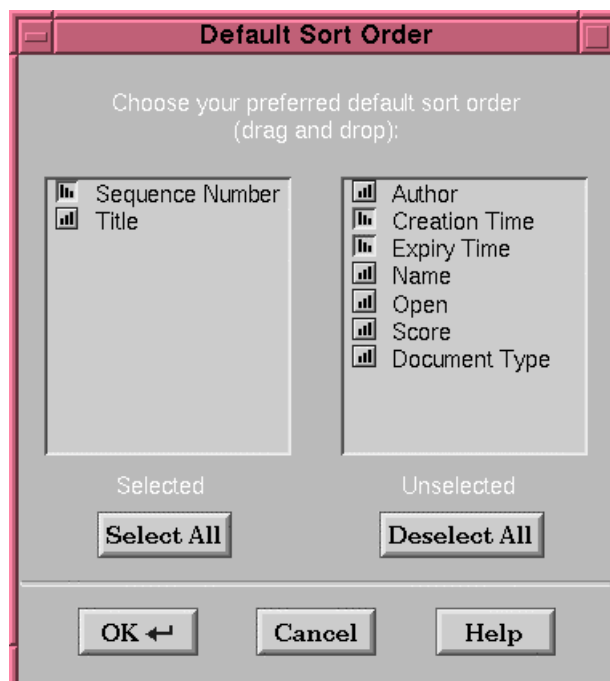 Default Sort Order
Choose your preferred default sort order
(drag and drop):
Sequence Number
Title
Author
Creation Time
Expiry Time
Name
Open
Score
Document Type
Selected
Unselected
Select All
Deselect All
OK
Cancel
Help